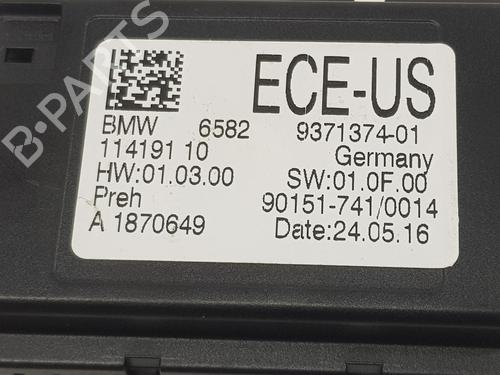 ECE-US
BMW 6582 9371374-01
114191 10 Germany
HW:01.03.00 SW:01.0F.00
Preh 90151-741/0014
A 1870649 Date:24.05.16
B-PARTS